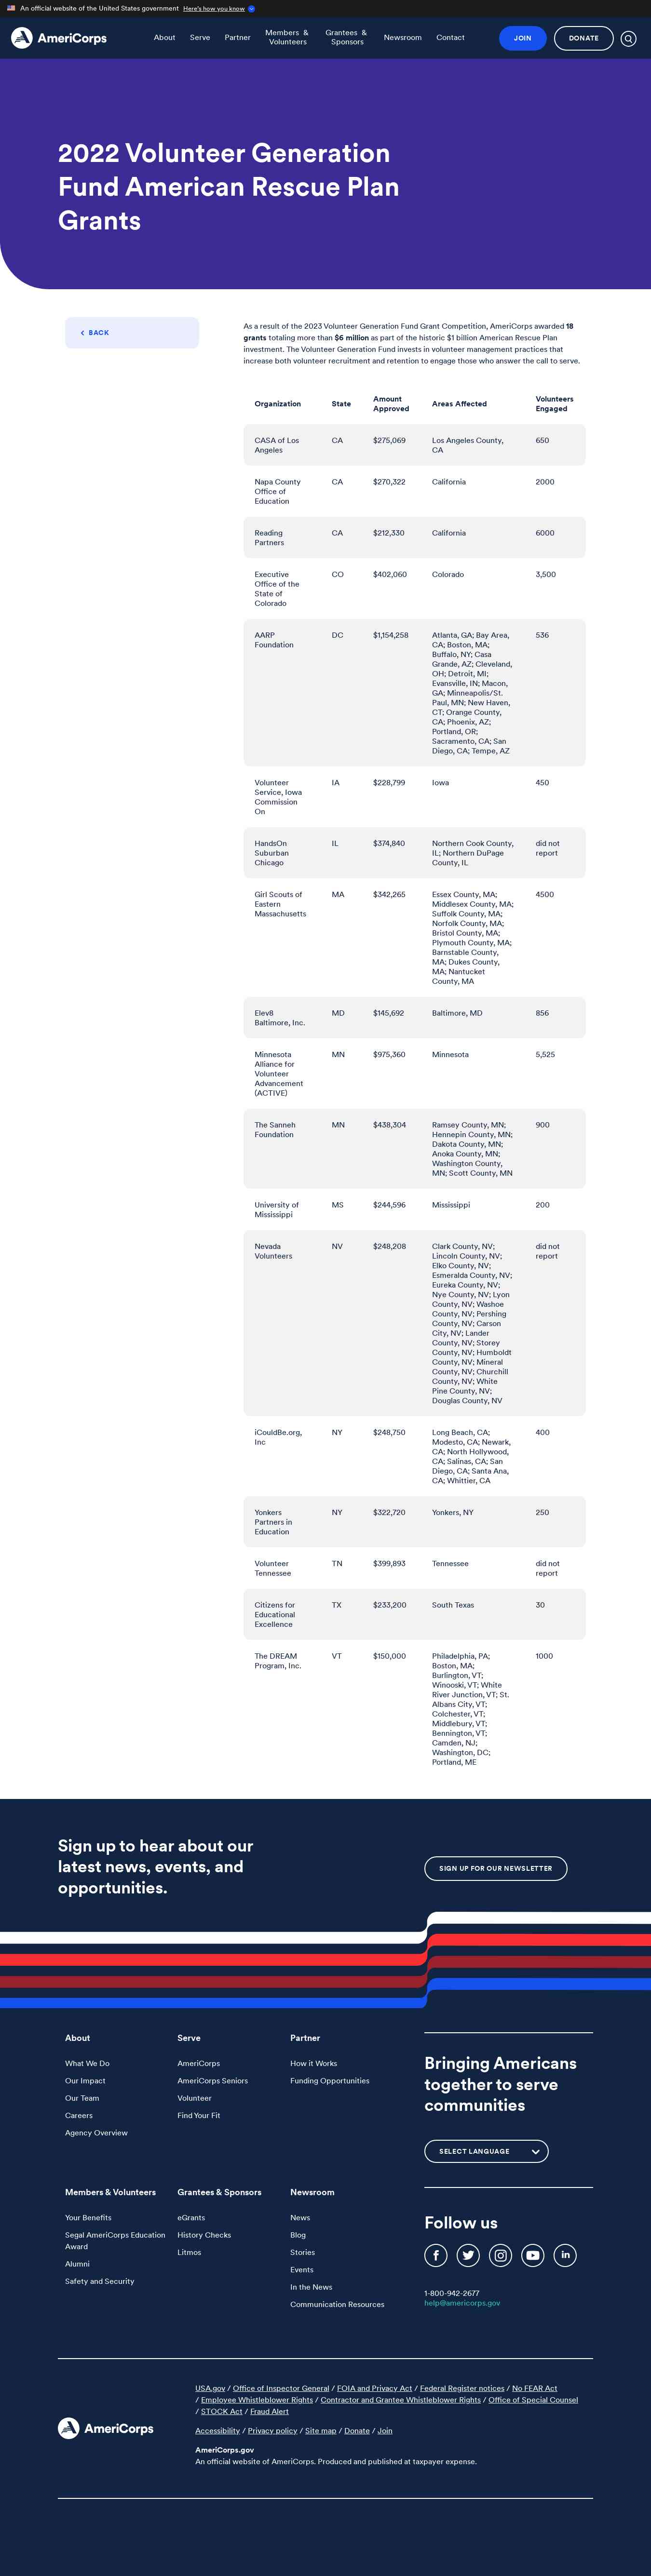 An official website of the United States government Here's how you know
AmeriCorps
About
Serve
Partner
Members &
Volunteers
Grantees &
Sponsors
Newsroom
Contact
JOIN
DONATE
2022 Volunteer Generation
Fund American Rescue Plan
Grants
BACK
As a result of the 2023 Volunteer Generation Fund Grant Competition, AmeriCorps awarded 18
grants totaling more than $6 million as part of the historic $1 billion American Rescue Plan
investment. The Volunteer Generation Fund invests in volunteer management practices that
increase both volunteer recruitment and retention to engage those who answer the call to serve.
Organization
State
Amount
Approved
Areas Affected
Volunteers
Engaged
CASA of Los
Angeles
CA
$275,069
Los Angeles County,
CA
650
Napa County
Office of
Education
CA
$270,322
California
2000
Reading
Partners
CA
$212,330
California
6000
Executive
Office of the
State of
Colorado
CO
$402,060
Colorado
3,500
AARP
Foundation
DC
$1,154,258
Atlanta, GA; Bay Area,
CA; Boston, MA;
Buffalo, NY; Casa
Grande, AZ; Cleveland,
OH; Detroit, MI;
Evansville, IN; Macon,
GA; Minneapolis/St.
Paul, MN; New Haven,
CT; Orange County,
CA; Phoenix, AZ;
Portland, OR;
Sacramento, CA; San
Diego, CA; Tempe, AZ
536
Volunteer
Service, Iowa
Commission
On
IA
$228,799
Iowa
450
HandsOn
Suburban
Chicago
IL
$374,840
Northern Cook County,
IL; Northern DuPage
County, IL
did not
report
Girl Scouts of
Eastern
Massachusetts
MA
$342,265
Essex County, MA;
Middlesex County, MA;
Suffolk County, MA;
Norfolk County, MA;
Bristol County, MA;
Plymouth County, MA;
Barnstable County,
MA; Dukes County,
MA; Nantucket
County, MA
4500
Elev8
Baltimore, Inc.
MD
$145,692
Baltimore, MD
856
Minnesota
Alliance for
Volunteer
Advancement
(ACTIVE)
MN
$975,360
Minnesota
5,525
The Sanneh
Foundation
MN
$438,304
Ramsey County, MN;
Hennepin County, MN;
Dakota County, MN;
Anoka County, MN;
Washington County,
MN; Scott County, MN
900
University of
Mississippi
MS
$244,596
Mississippi
200
Nevada
Volunteers
NV
$248,208
Clark County, NV;
Lincoln County, NV;
Elko County, NV;
Esmeralda County, NV;
Eureka County, NV;
Nye County, NV; Lyon
County, NV; Washoe
County, NV; Pershing
County, NV; Carson
City, NV; Lander
County, NV; Storey
County, NV; Humboldt
County, NV; Mineral
County, NV; Churchill
County, NV; White
Pine County, NV;
Douglas County, NV
did not
report
iCouldBe.org,
Inc
NY
$248,750
Long Beach, CA;
Modesto, CA; Newark,
CA; North Hollywood,
CA; Salinas, CA; San
Diego, CA; Santa Ana,
CA; Whittier, CA
400
Yonkers
Partners in
Education
NY
$322,720
Yonkers, NY
250
Volunteer
Tennessee
TN
$399,893
Tennessee
did not
report
Citizens for
Educational
Excellence
TX
$233,200
South Texas
30
The DREAM
Program, Inc.
VT
$150,000
Philadelphia, PA;
Boston, MA;
Burlington, VT;
Winooski, VT; White
River Junction, VT; St.
Albans City, VT;
Colchester, VT;
Middlebury, VT;
Bennington, VT;
Camden, NJ;
Washington, DC;
Portland, ME
1000
Sign up to hear about our
latest news, events, and
opportunities.
SIGN UP FOR OUR NEWSLETTER
About
What We Do
Our Impact
Our Team
Careers
Agency Overview
Serve
AmeriCorps
AmeriCorps Seniors
Volunteer
Find Your Fit
Partner
How it Works
Funding Opportunities
Bringing Americans
together to serve
communities
SELECT LANGUAGE
Members & Volunteers
Your Benefits
Segal AmeriCorps Education
Award
Alumni
Safety and Security
Grantees & Sponsors
eGrants
History Checks
Litmos
Newsroom
News
Blog
Stories
Events
In the News
Communication Resources
Follow us
in
1-800-942-2677
help@americorps.gov
AmeriCorps
USA.gov / Office of Inspector General / FOIA and Privacy Act / Federal Register notices / No FEAR Act
/ Employee Whistleblower Rights / Contractor and Grantee Whistleblower Rights / Office of Special Counsel
/ STOCK Act / Fraud Alert
Accessibility / Privacy policy / Site map / Donate / Join
AmeriCorps.gov
An official website of AmeriCorps. Produced and published at taxpayer expense.